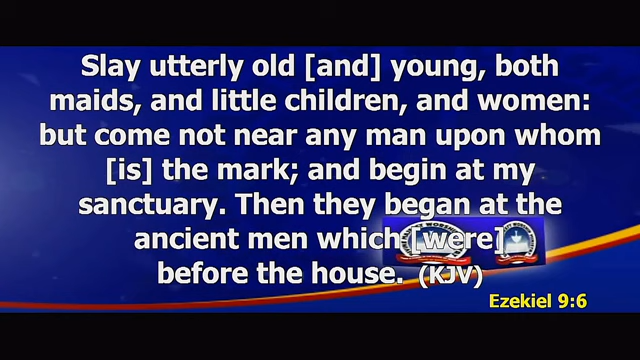 Slay utterly old [and] young, both
maids, and little children, and women:
but come not near any man upon whom
[is] the mark; and begin at my
sanctuary. Then they began at the
ancient men which [were]
before the house. (KJV)
Ezekiel 9:6